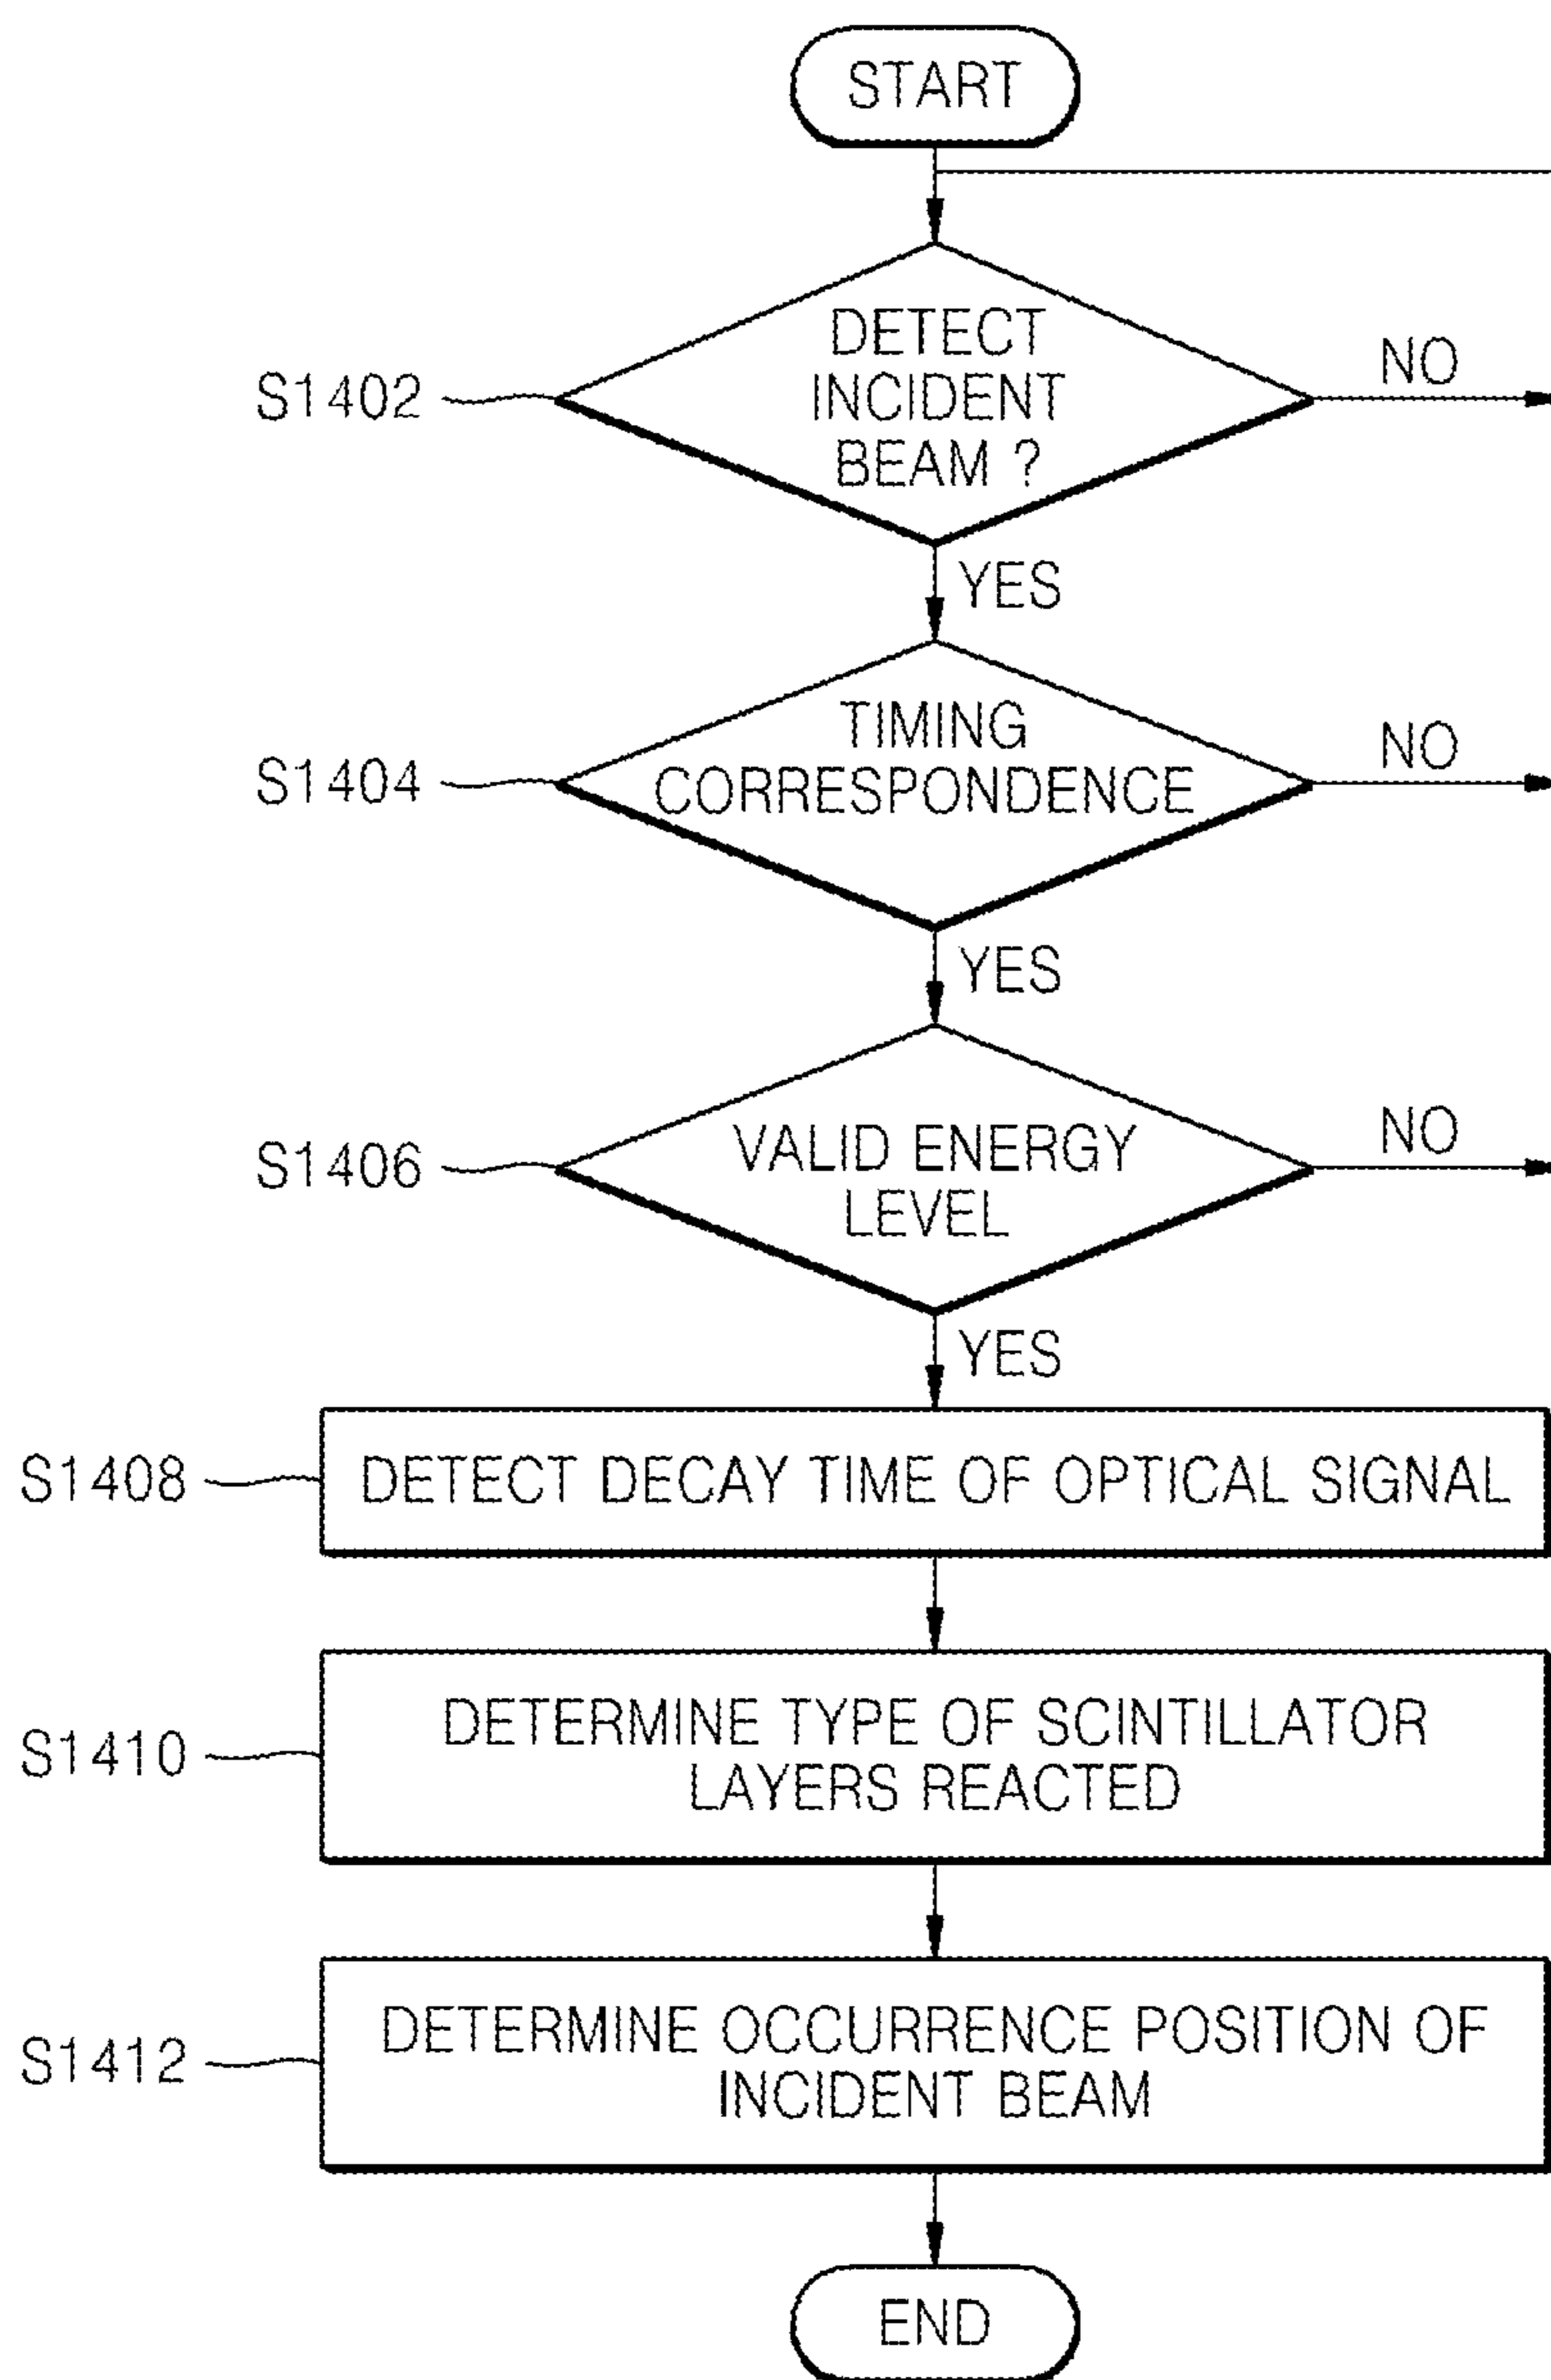 START
DETECT
INCIDENT
BEAM ?
S1402
NO
YES
TIMING
CORRESPONDENCE
S1404
NO
YES
VALID ENERGY
LEVEL
S1406
NO
YES
S1408
DETECT DECAY TIME OF OPTICAL SIGNAL
S1410
DETERMINE TYPE OF SCINTILLATOR
LAYERS REACTED
S1412
DETERMINE OCCURRENCE POSITION OF
INCIDENT BEAM
END